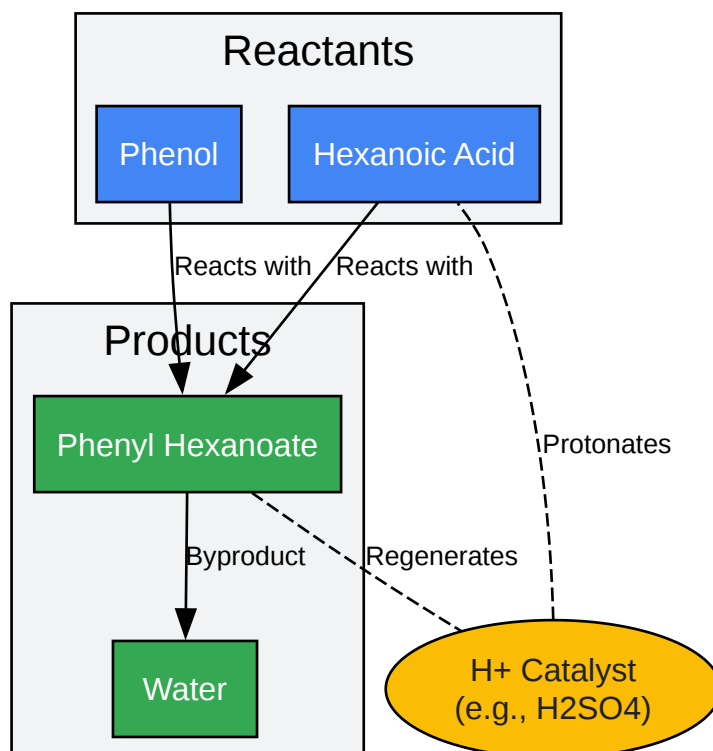 Reactants
Phenol
Hexanoic Acid
Reacts with
Reacts with
Products
Phenyl Hexanoate
Protonates
Byproduct
Regenerates
Water
H+ Catalyst
(e.g., H2SO4)